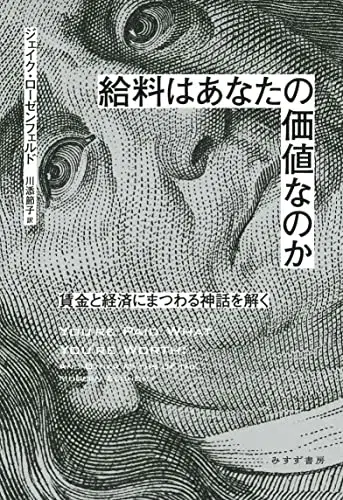 給料はあなたの
価値なのか
ジェイク・ローゼンフェルド
川添節子 訳
賃金と経済にまつわる神話を解く
YOU'RE PAID WHAT
YOU'RE WORTH
みすず書房